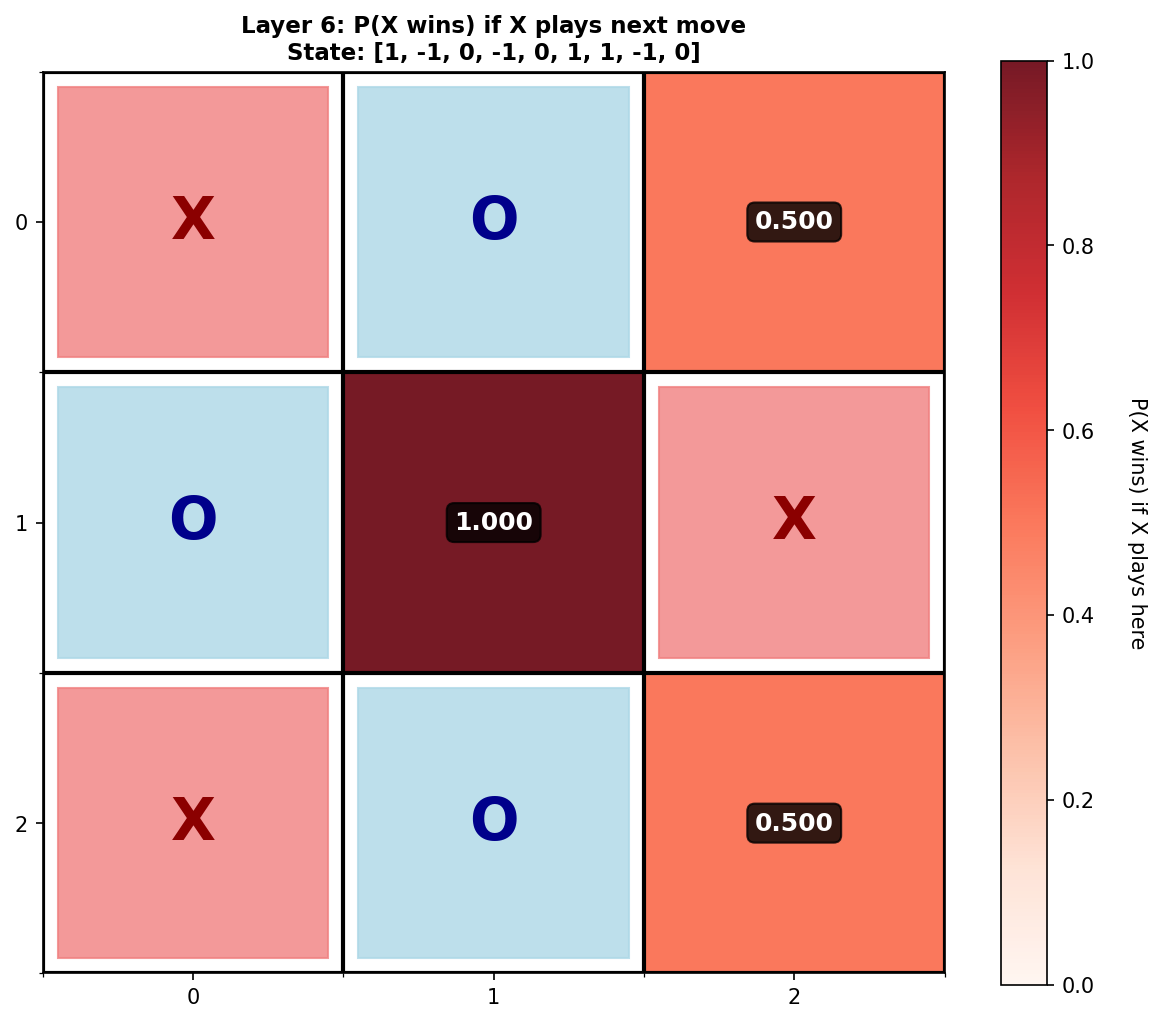 Layer 6: P(X wins) if X plays next move
State: [1, -1, 0, -1, 0, 1, 1, -1, 0]
X
O
0.500
O
1.000
X
X
O
0.500
0
1
2
0
1
2
1.0
0.8
0.6
0.4
0.2
0.0
P(X wins) if X plays here